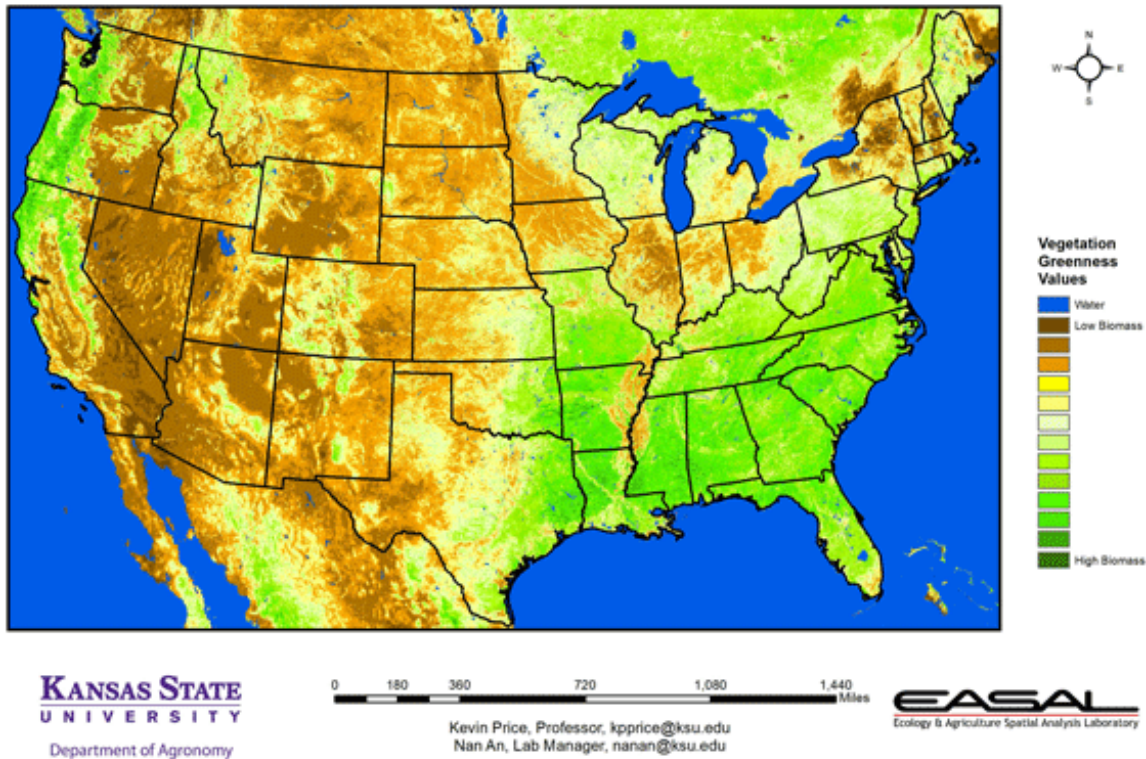 N
W E
S
Vegetation
Greenness
Values
Water
Low Biomass
High Biomass
KANSAS STATE
UNIVERSITY
Department of Agronomy
0 180 360 720 1,080 1,440
Miles
Kevin Price, Professor, kpprice@ksu.edu
Nan An, Lab Manager, nanan@ksu.edu
EASAL
Ecology & Agriculture Spatial Analysis Laboratory